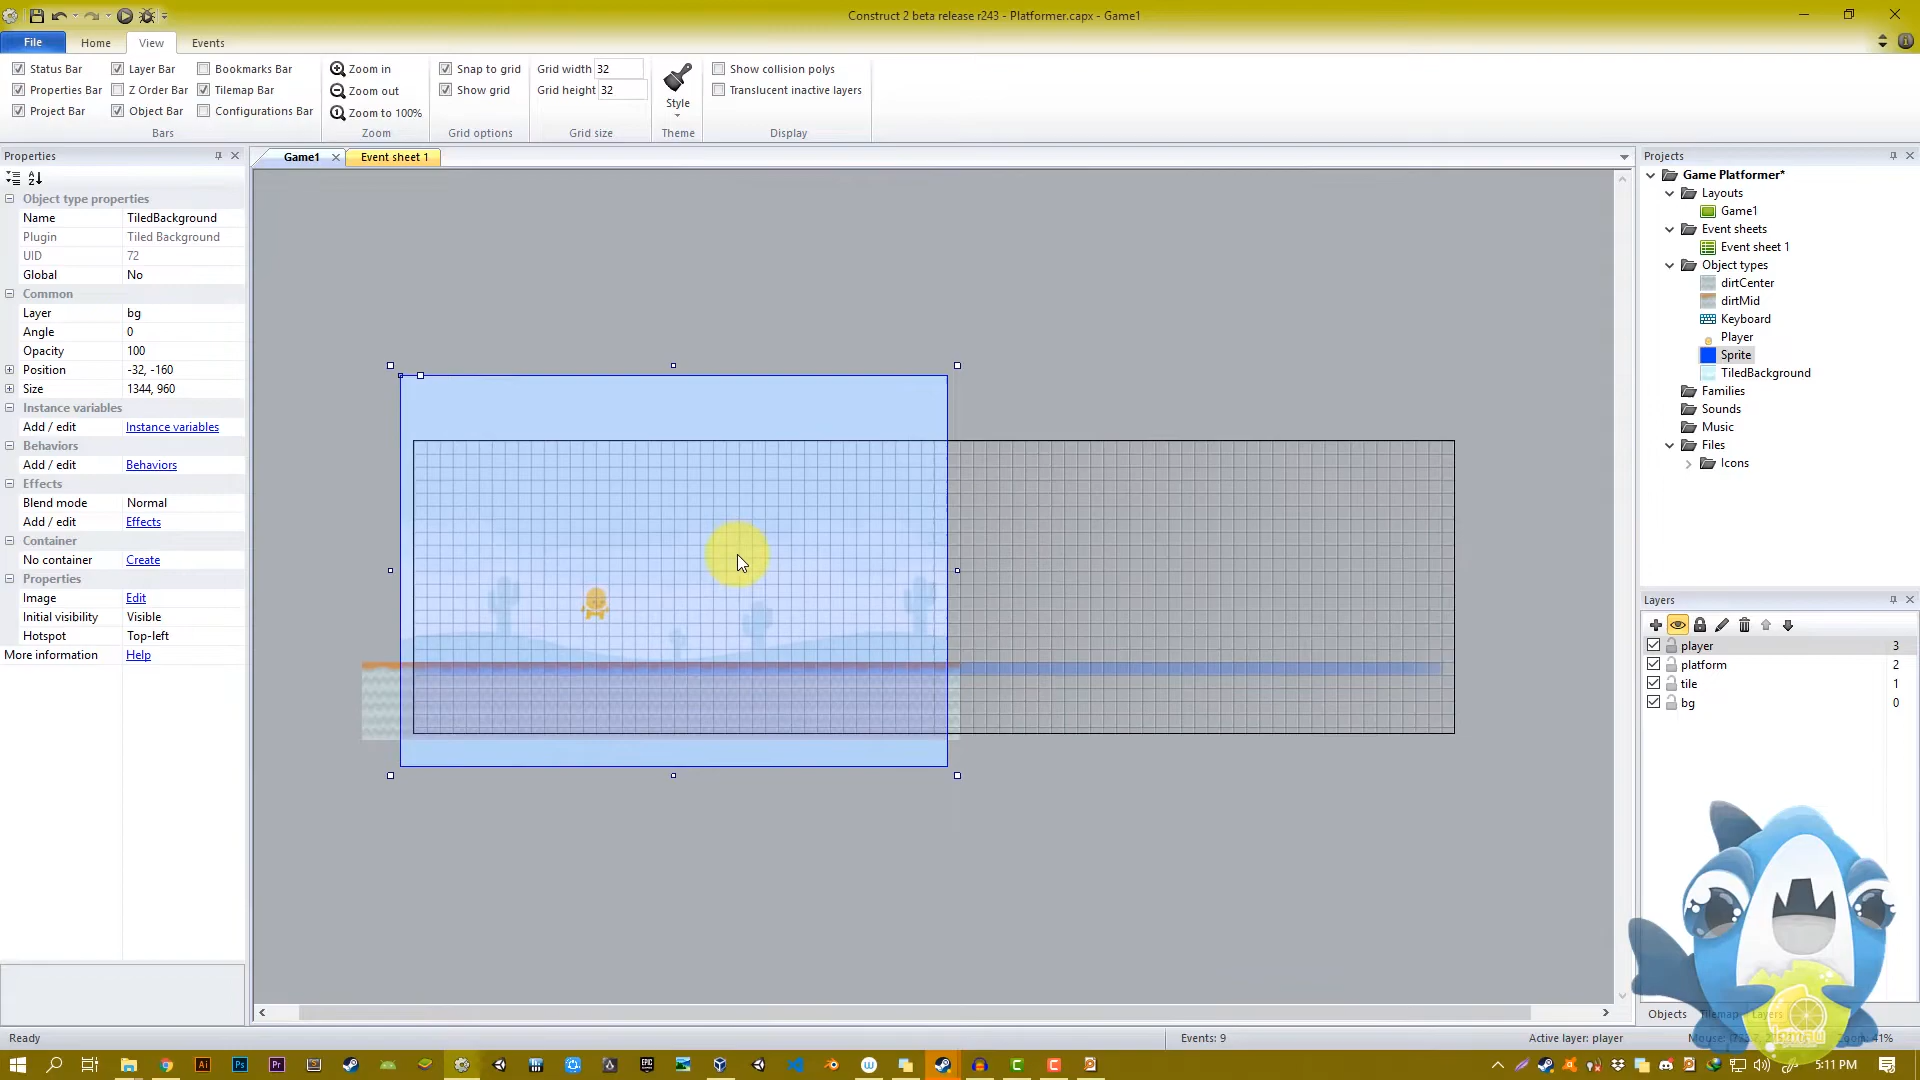 Construct 2 beta release r243 - Platformer.capx - Game1
File Home View Events
Status Bar Layer Bar Bookmarks Bar Zoom in Snap to grid Grid width 32 Show collision polys
Properties Bar Z Order Bar Tilemap Bar Zoom out Show grid Grid height 32 Translucent inactive layers
Project Bar Object Bar Configurations Bar Zoom to 100% Style
Bars Zoom Grid options Grid size Theme Display
Properties
Object type properties
Name TiledBackground
Plugin Tiled Background
UID 72
Global No
Common
Layer bg
Angle 0
Opacity 100
Position -32, -160
Size 1344, 960
Instance variables
Add / edit Instance variables
Behaviors
Add / edit Behaviors
Effects
Blend mode Normal
Add / edit Effects
Container
No container Create
Properties
Image Edit
Initial visibility Visible
Hotspot Top-left
More information Help
Game1 Event sheet 1
Projects
Game Platformer*
Layouts
Game1
Event sheets
Event sheet 1
Object types
dirtCenter
dirtMid
Keyboard
Player
Sprite
TiledBackground
Families
Sounds
Music
Files
Icons
Layers
player 3
platform 2
tile 1
bg 0
Objects Tilemap Layers
Ready Events: 9 Active layer: player 41%
5:11 PM